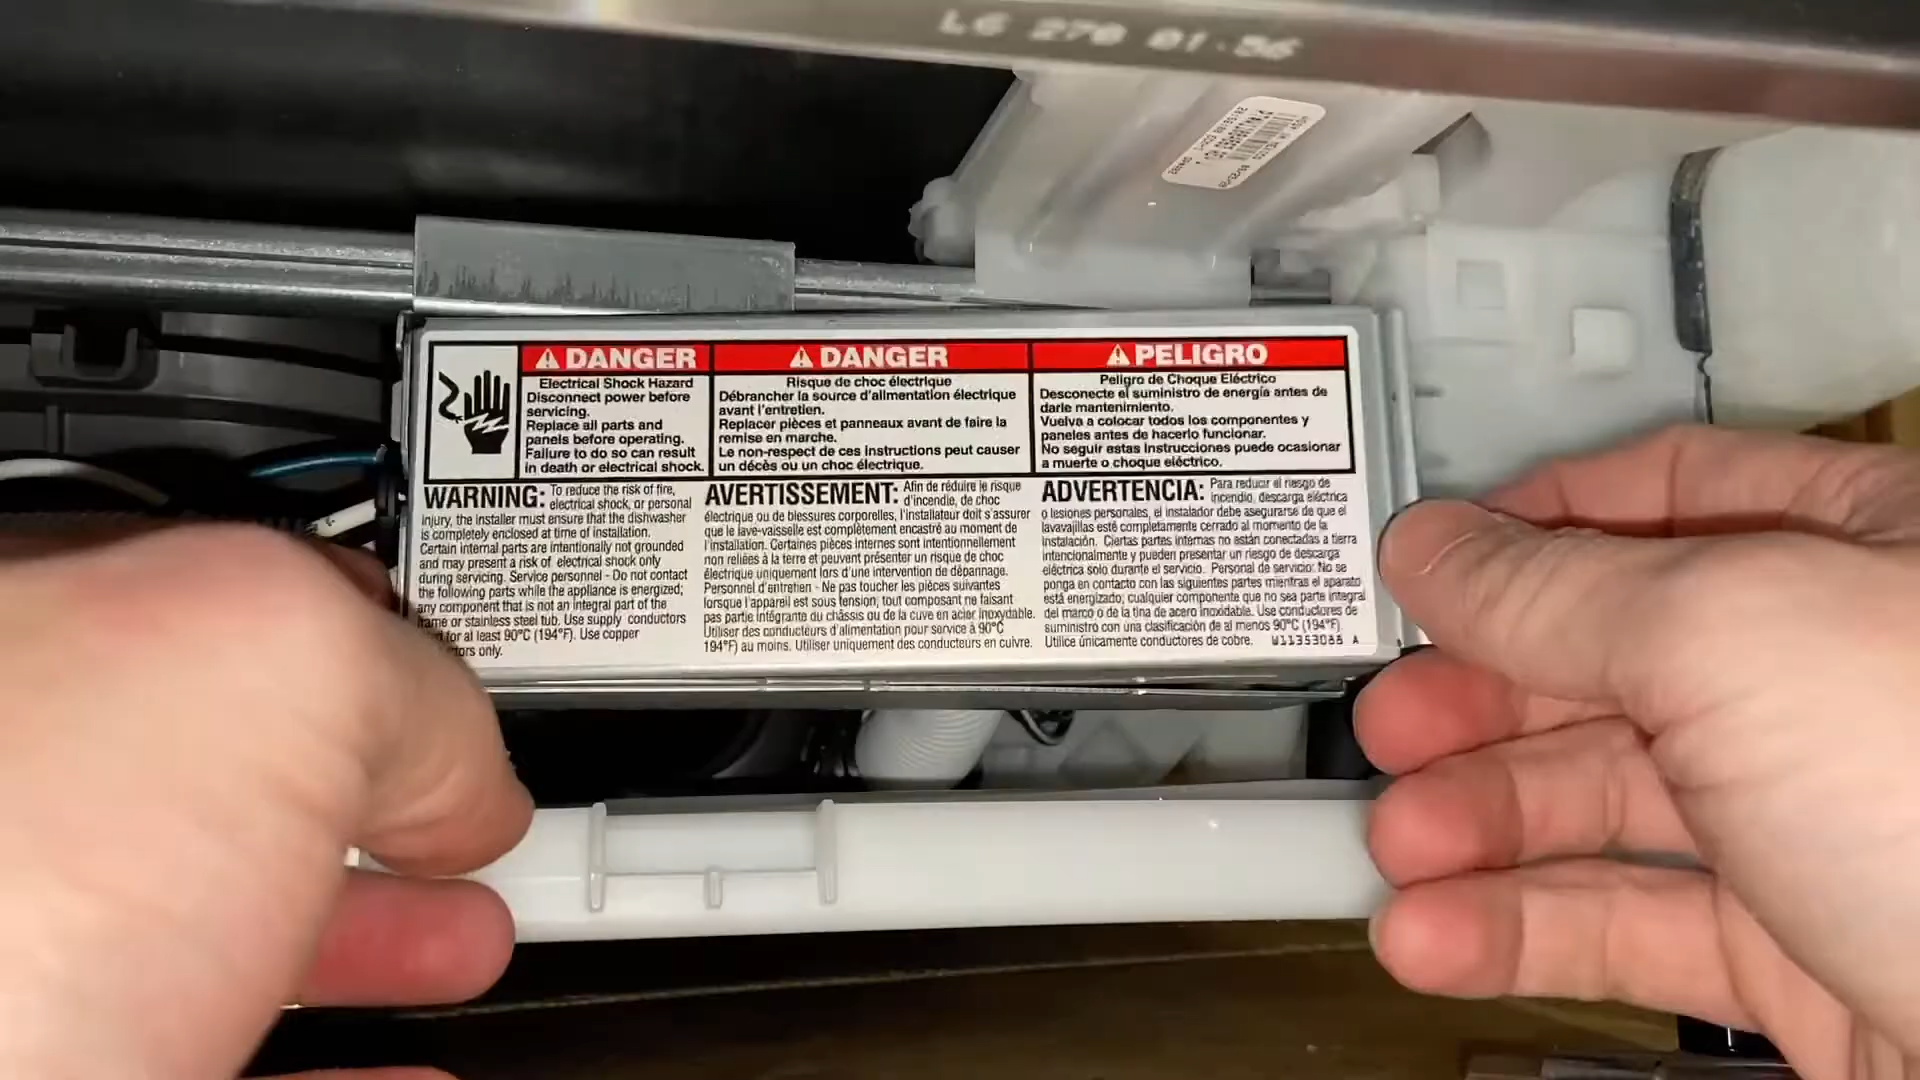 L6 270 01:36
DANGER
Electrical Shock Hazard
Disconnect power before
servicing.
Replace all parts and
panels before operating.
Failure to do so can result
in death or electrical shock.
DANGER
Risque de choc électrique
Débrancher la source d'alimentation électrique
avant l'entretien.
Replacer pièces et panneaux avant de faire la
remise en marche.
Le non-respect de ces instructions peut causer
un décès ou un choc électrique.
PELIGRO
Peligro de Choque Eléctrico
Desconecte el suministro de energía antes de
darle mantenimiento.
Vuelva a colocar todos los componentes y
paneles antes de hacerlo funcionar.
No seguir estas instrucciones puede ocasionar
a muerte o choque eléctrico.
WARNING: To reduce the risk of fire,
electrical shock, or personal
injury, the installer must ensure that the dishwasher
is completely enclosed at time of installation.
Certain internal parts are intentionally not grounded
and may present a risk of electrical shock only
during servicing. Service personnel - Do not contact
the following parts while the appliance is energized;
any component that is not an integral part of the
frame or stainless steel tub. Use supply conductors
for at least 90°C (194°F). Use copper
only.
AVERTISSEMENT: Afin de réduire le risque
d'incendie, de choc
électrique ou de blessures corporelles, l'installateur doit s'assurer
que le lave-vaisselle est complètement encastré au moment de
l'installation. Certaines pièces internes sont intentionnellement
non reliées à la terre et peuvent présenter un risque de choc
électrique uniquement lors d'une intervention de dépannage.
Personnel d'entretien - Ne pas toucher les pièces suivantes
lorsque l'appareil est sous tension; tout composant ne faisant
pas partie intégrante du châssis ou de la cuve en acier inoxydable.
Utiliser des conducteurs d'alimentation pour service à 90°C
194°F) au moins. Utiliser uniquement des conducteurs en cuivre.
ADVERTENCIA: Para reducir el riesgo de
incendio, descarga eléctrica
o lesiones personales, el instalador debe asegurarse de que el
lavavajillas esté completamente cerrado al momento de la
instalación. Ciertas partes internas no están conectadas a tierra
intencionalmente y pueden presentar un riesgo de descarga
eléctrica solo durante el servicio. Personal de servicio: No se
ponga en contacto con las siguientes partes mientras el aparato
está energizado; cualquier componente que no sea parte integral
del marco o de la tina de acero inoxidable. Use conductores de
suministro con una clasificación de al menos 90°C (194°F).
Utilice únicamente conductores de cobre. W11353088 A